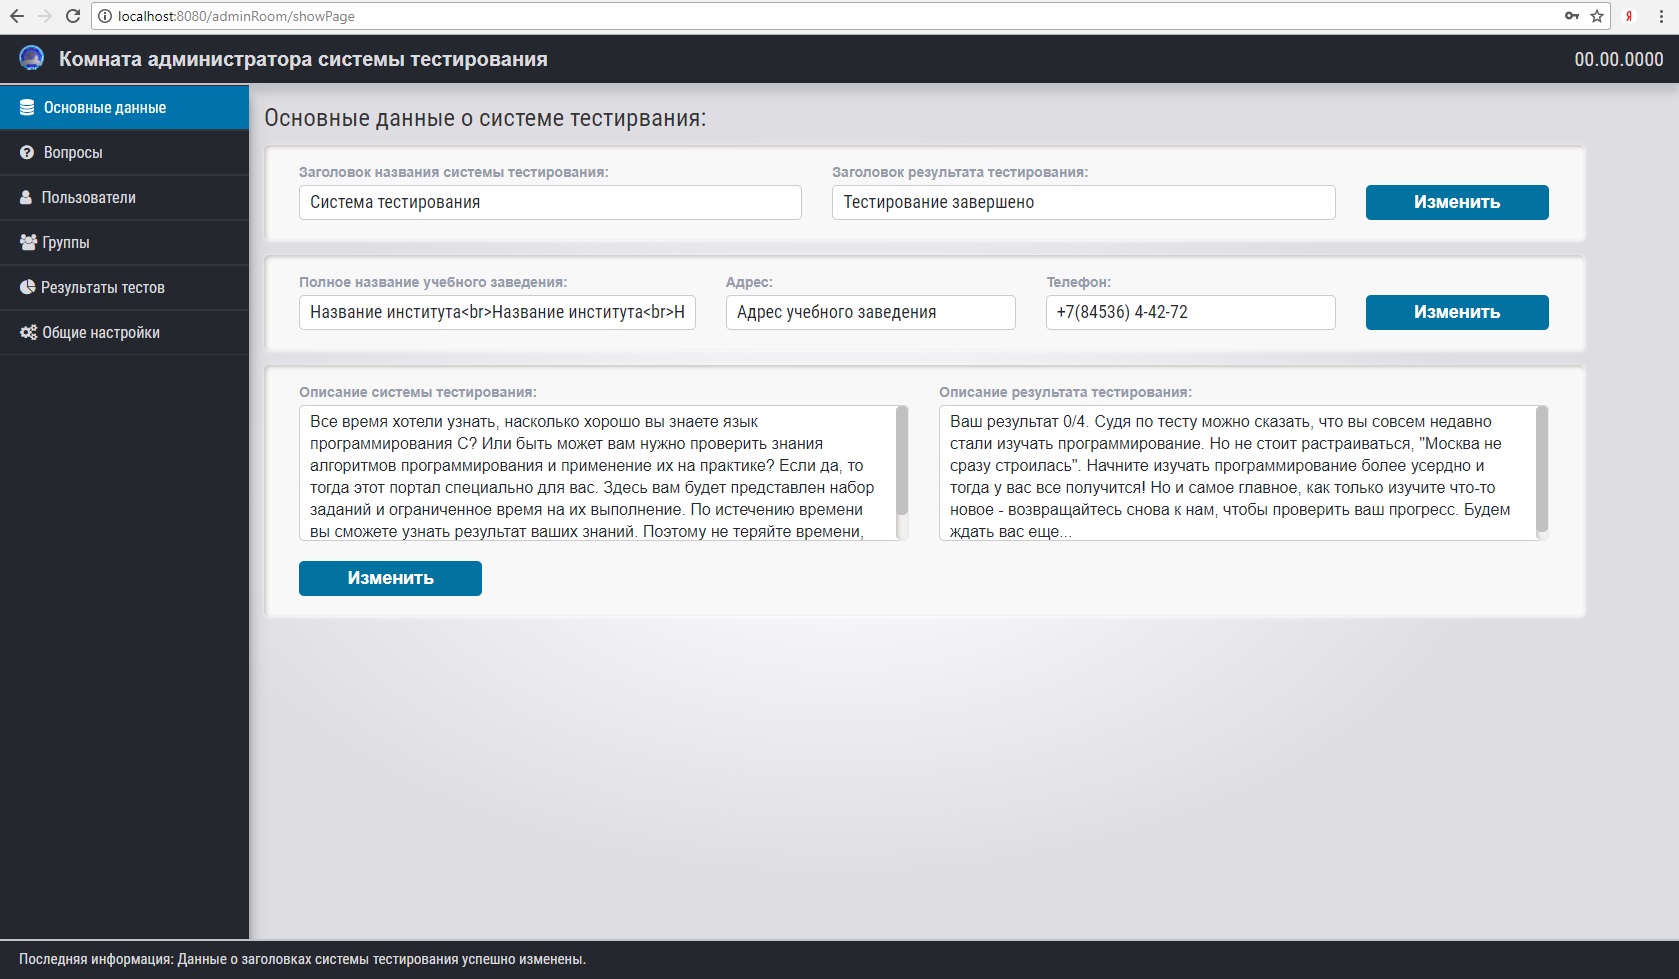 localhost:8080/adminRoom/showPage
Я
Комната администратора системы тестирования
00.00.0000
Основные данные
Вопросы
Пользователи
Группы
Результаты тестов
Общие настройки
Основные данные о системе тестирвания:
Заголовок названия системы тестирования:
Система тестирования
Заголовок результата тестирования:
Тестирование завершено
Изменить
Полное название учебного заведения:
Название института<br>Название института<br>Н
Адрес:
Адрес учебного заведения
Телефон:
+7(84536) 4-42-72
Изменить
Описание системы тестирования:
Все время хотели узнать, насколько хорошо вы знаете язык
программирования С? Или быть может вам нужно проверить знания
алгоритмов программирования и применение их на практике? Если да, то
тогда этот портал специально для вас. Здесь вам будет представлен набор
заданий и ограниченное время на их выполнение. По истечению времени
вы сможете узнать результат ваших знаний. Поэтому не теряйте времени,
Описание результата тестирования:
Ваш результат 0/4. Судя по тесту можно сказать, что вы совсем недавно
стали изучать программирование. Но не стоит растраиваться, "Москва не
сразу строилась". Начните изучать программирование более усердно и
тогда у вас все получится! Но и самое главное, как только изучите что-то
новое - возвращайтесь снова к нам, чтобы проверить ваш прогресс. Будем
ждать вас еще...
Изменить
Последняя информация: Данные о заголовках системы тестирования успешно изменены.